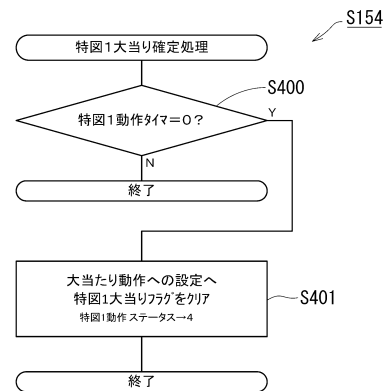 S154
特図1大当り確定処理
S400
特図1動作タイマ=0?
Y
N
終了
大当たり動作への設定へ
特図1大当りフラグをクリア
特図1動作ステータス→4
S401
終了